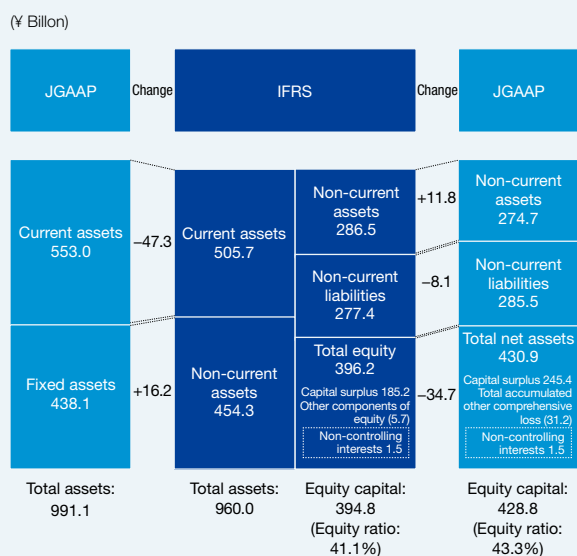 (¥ Billon)
JGAAP
Change
IFRS
Change
JGAAP
Current assets
553.0
−47.3
Current assets
505.7
Non-current
assets
286.5
+11.8
Non-current
assets
274.7
Non-current
liabilities
277.4
−8.1
Non-current
liabilities
285.5
Fixed assets
438.1
+16.2
Non-current
assets
454.3
Total equity
396.2
Capital surplus 185.2
Other components of
equity (5.7)
Non-controlling
interests 1.5
−34.7
Total net assets
430.9
Capital surplus 245.4
Total accumulated
other comprehensive
loss (31.2)
Non-controlling
interests 1.5
Total assets:
991.1
Total assets:
960.0
Equity capital:
394.8
(Equity ratio:
41.1%)
Equity capital:
428.8
(Equity ratio:
43.3%)